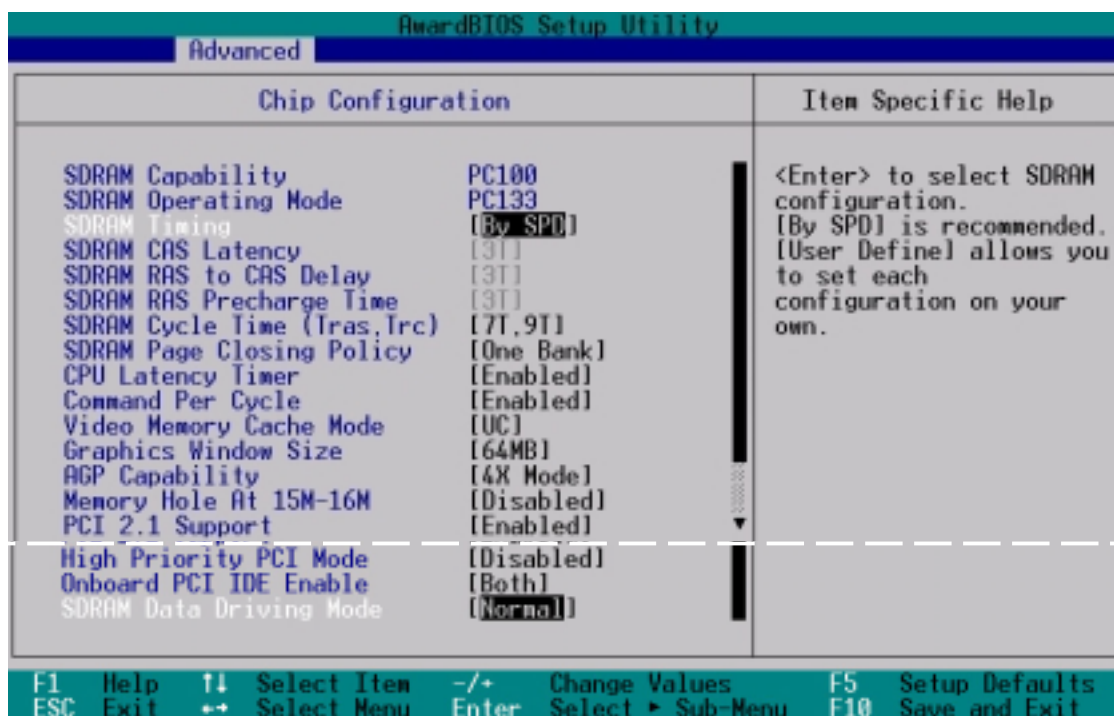 AwardBIOS Setup Utility
Advanced
Chip Configuration
SDRAM Capability PC100
SDRAM Operating Mode PC133
SDRAM Timing [By SPD]
SDRAM CAS Latency [3T]
SDRAM RAS to CAS Delay [3T]
SDRAM RAS Precharge Time [3T]
SDRAM Cycle Time (Tras,Trc) [7T,9T]
SDRAM Page Closing Policy [One Bank]
CPU Latency Timer [Enabled]
Command Per Cycle [Enabled]
Video Memory Cache Mode [UC]
Graphics Window Size [64MB]
AGP Capability [4X Mode]
Memory Hole At 15M-16M [Disabled]
PCI 2.1 Support [Enabled]
High Priority PCI Mode [Disabled]
Onboard PCI IDE Enable [Both]
SDRAM Data Driving Mode [Normal]
Item Specific Help
<Enter> to select SDRAM
configuration.
[By SPD] is recommended.
[User Define] allows you
to set each
configuration on your
own.
F1 Help ↑↓ Select Item -/+ Change Values F5 Setup Defaults
ESC Exit ←→ Select Menu Enter Select ► Sub-Menu F10 Save and Exit